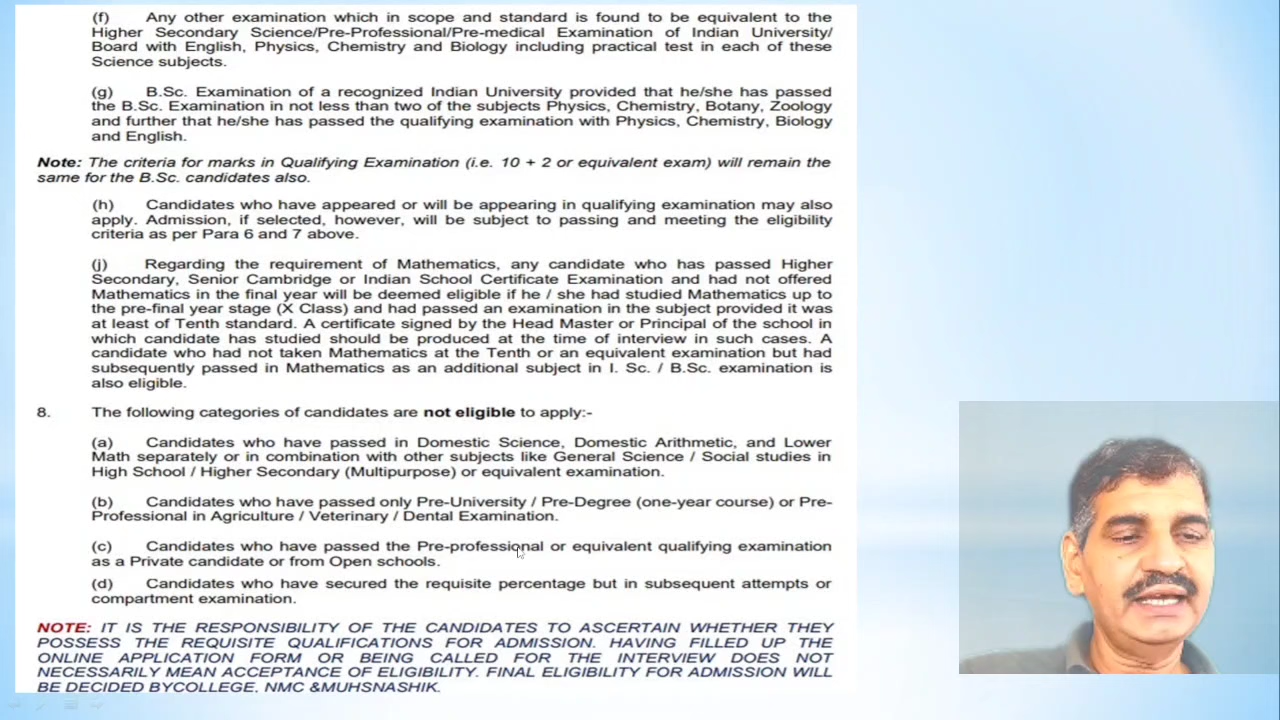 (f) Any other examination which in scope and standard is found to be equivalent to the
Higher Secondary Science/Pre-Professional/Pre-medical Examination of Indian University/
Board with English, Physics, Chemistry and Biology including practical test in each of these
Science subjects.
(g) B.Sc. Examination of a recognized Indian University provided that he/she has passed
the B.Sc. Examination in not less than two of the subjects Physics, Chemistry, Botany, Zoology
and further that he/she has passed the qualifying examination with Physics, Chemistry, Biology
and English.
Note: The criteria for marks in Qualifying Examination (i.e. 10 + 2 or equivalent exam) will remain the
same for the B.Sc. candidates also.
(h) Candidates who have appeared or will be appearing in qualifying examination may also
apply. Admission, if selected, however, will be subject to passing and meeting the eligibility
criteria as per Para 6 and 7 above.
(j) Regarding the requirement of Mathematics, any candidate who has passed Higher
Secondary, Senior Cambridge or Indian School Certificate Examination and had not offered
Mathematics in the final year will be deemed eligible if he / she had studied Mathematics up to
the pre-final year stage (X Class) and had passed an examination in the subject provided it was
at least of Tenth standard. A certificate signed by the Head Master or Principal of the school in
which candidate has studied should be produced at the time of interview in such cases. A
candidate who had not taken Mathematics at the Tenth or an equivalent examination but had
subsequently passed in Mathematics as an additional subject in I. Sc. / B.Sc. examination is
also eligible.
8. The following categories of candidates are not eligible to apply:-
(a) Candidates who have passed in Domestic Science, Domestic Arithmetic, and Lower
Math separately or in combination with other subjects like General Science / Social studies in
High School / Higher Secondary (Multipurpose) or equivalent examination.
(b) Candidates who have passed only Pre-University / Pre-Degree (one-year course) or Pre-
Professional in Agriculture / Veterinary / Dental Examination.
(c) Candidates who have passed the Pre-professional or equivalent qualifying examination
as a Private candidate or from Open schools.
(d) Candidates who have secured the requisite percentage but in subsequent attempts or
compartment examination.
NOTE: IT IS THE RESPONSIBILITY OF THE CANDIDATES TO ASCERTAIN WHETHER THEY
POSSESS THE REQUISITE QUALIFICATIONS FOR ADMISSION. HAVING FILLED UP THE
ONLINE APPLICATION FORM OR BEING CALLED FOR THE INTERVIEW DOES NOT
NECESSARILY MEAN ACCEPTANCE OF ELIGIBILITY. FINAL ELIGIBILITY FOR ADMISSION WILL
BE DECIDED BYCOLLEGE, NMC &MUHSNASHIK.